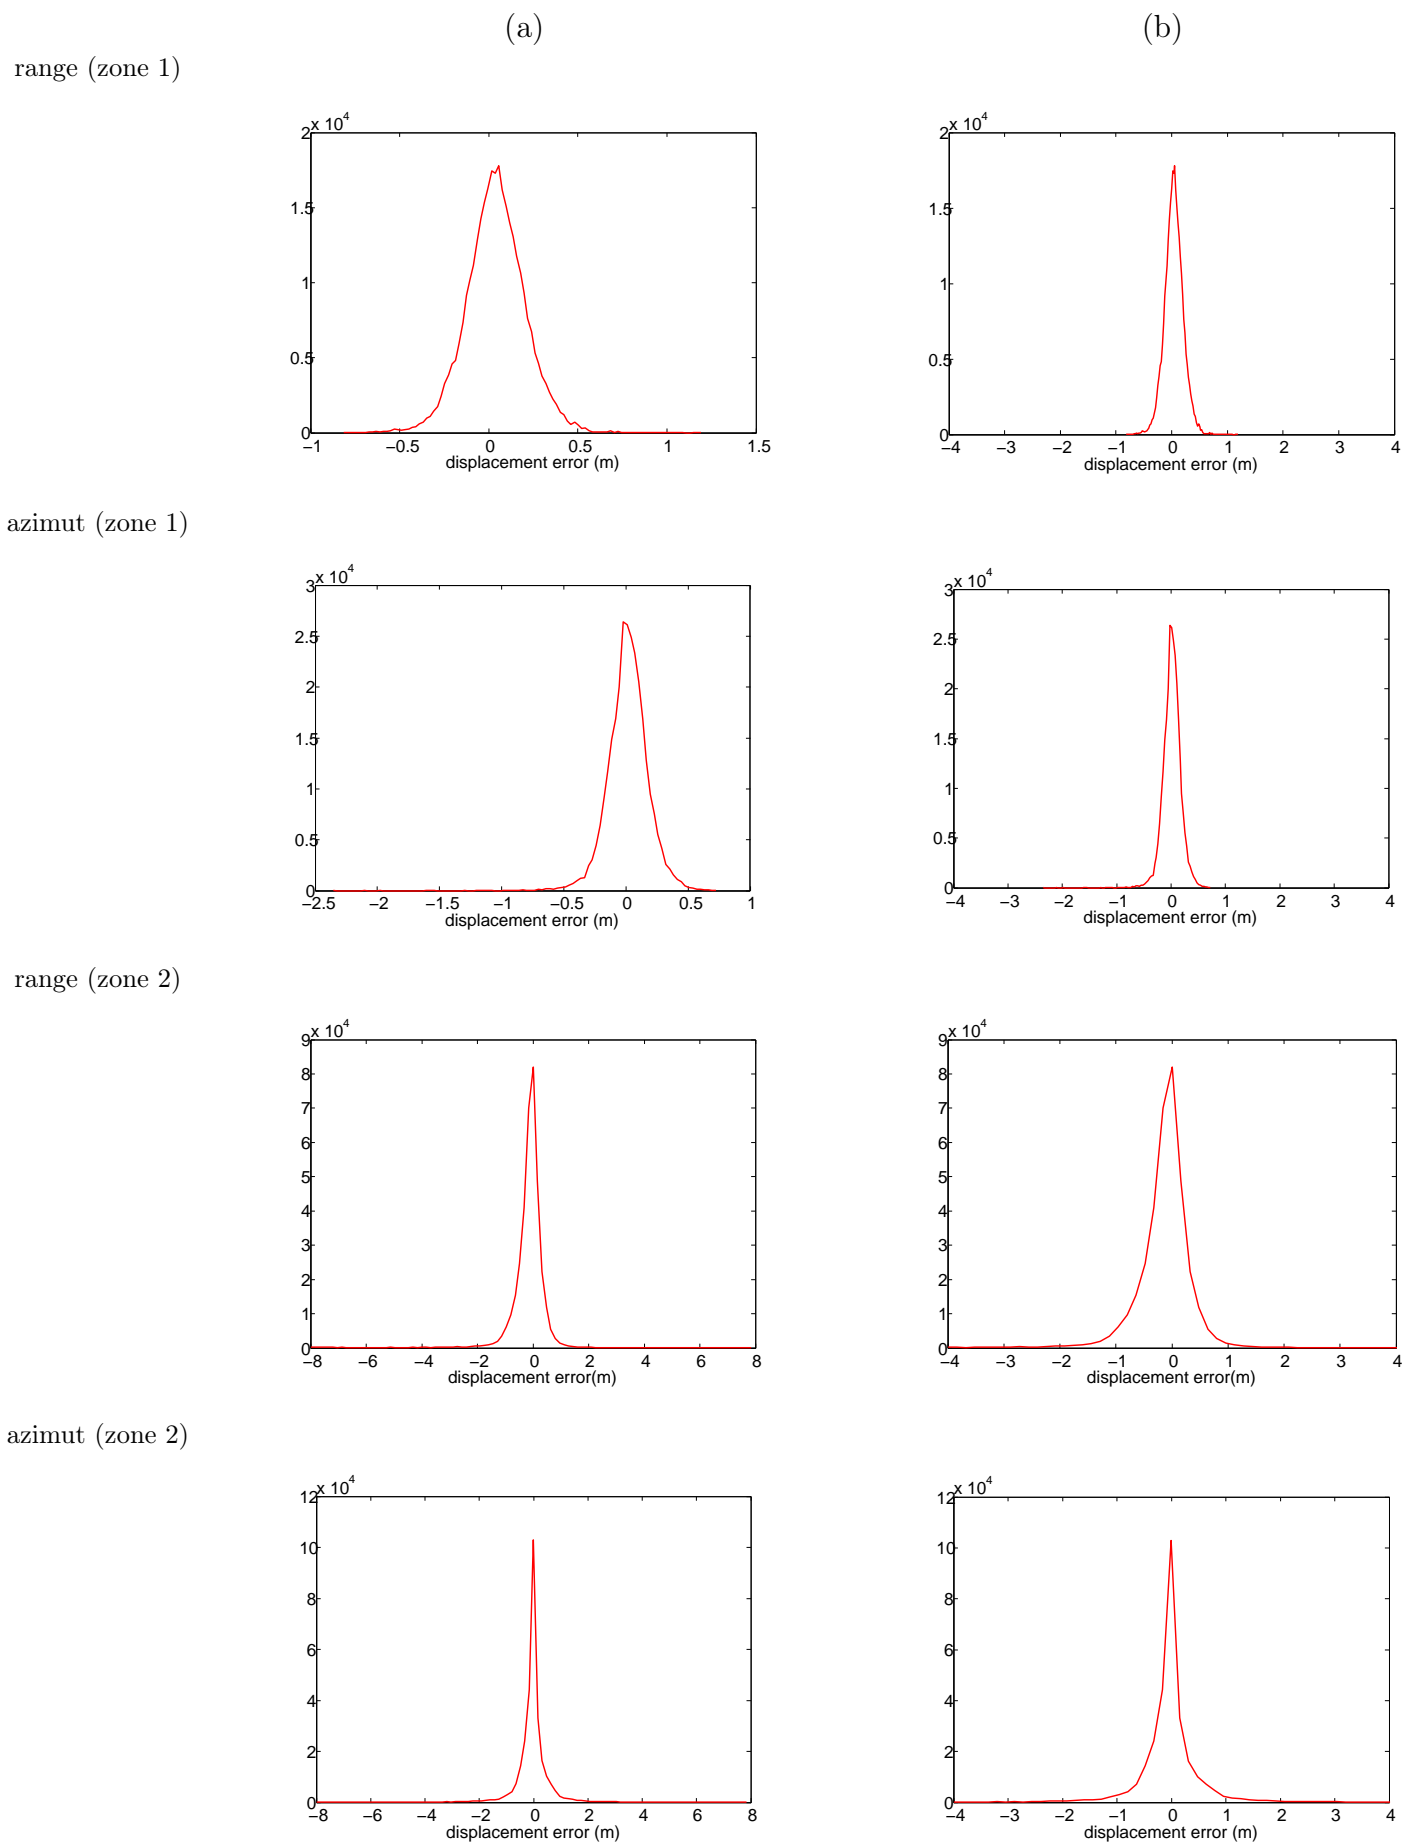 (a) (b)
range (zone 1)
x 10^4 x 10^4
2 2
1.5 1.5
1 1
0.5 0.5
0 0
−1 −0.5 0 0.5 1 1.5 −4 −3 −2 −1 0 1 2 3 4
displacement error (m) displacement error (m)
azimut (zone 1)
x 10^4 x 10^4
3 3
2.5 2.5
2 2
1.5 1.5
1 1
0.5 0.5
0 0
−2.5 −2 −1.5 −1 −0.5 0 0.5 1 −4 −3 −2 −1 0 1 2 3 4
displacement error (m) displacement error (m)
range (zone 2)
x 10^4 x 10^4
9 9
8 8
7 7
6 6
5 5
4 4
3 3
2 2
1 1
0 0
−8 −6 −4 −2 0 2 4 6 8 −4 −3 −2 −1 0 1 2 3 4
displacement error(m) displacement error(m)
azimut (zone 2)
x 10^4 x 10^4
12 12
10 10
8 8
6 6
4 4
2 2
0 0
−8 −6 −4 −2 0 2 4 6 8 −4 −3 −2 −1 0 1 2 3 4
displacement error (m) displacement error (m)